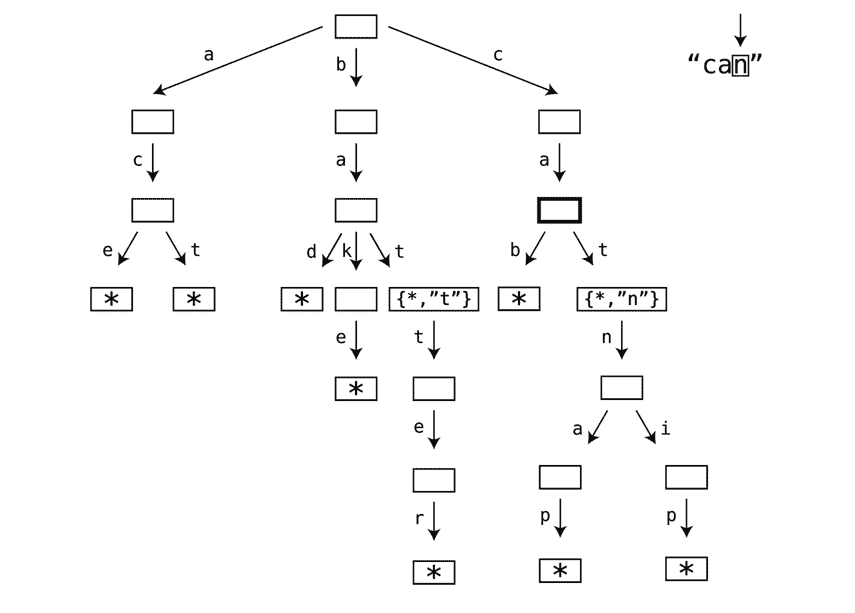 a b c
“can”
c a a
e t d k t b t
* * * {*,”t”} * {*,”n”}
e t n
*
e a i
r p p
* * *